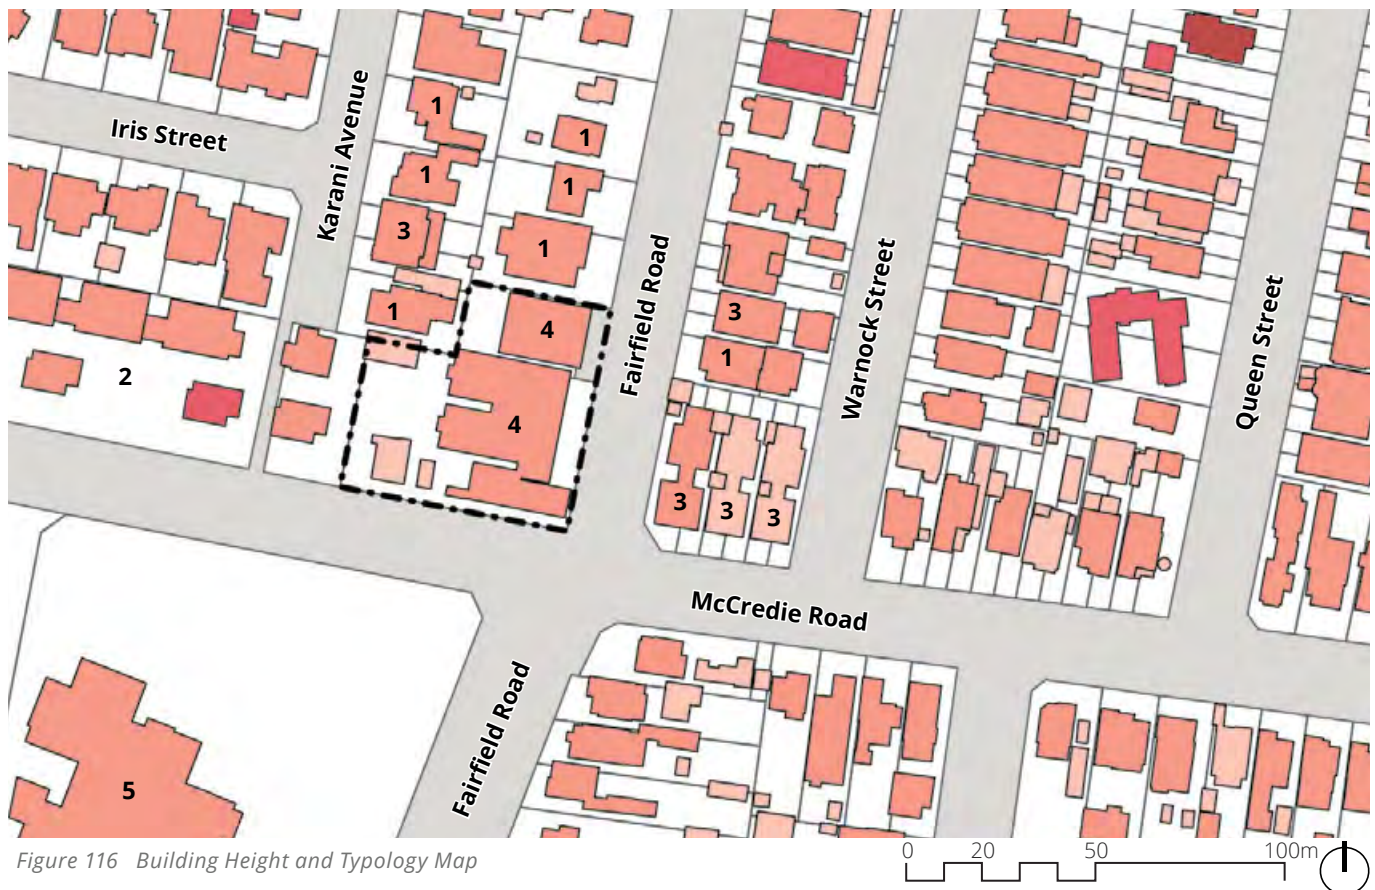 Iris Street
Karani Avenue
1
1
1
1
3
1
1
4
Fairfield Road
3
1
Warnock Street
Queen Street
2
4
3
3
3
McCredie Road
Fairfield Road
5
Figure 116 Building Height and Typology Map
0 20 50 100m